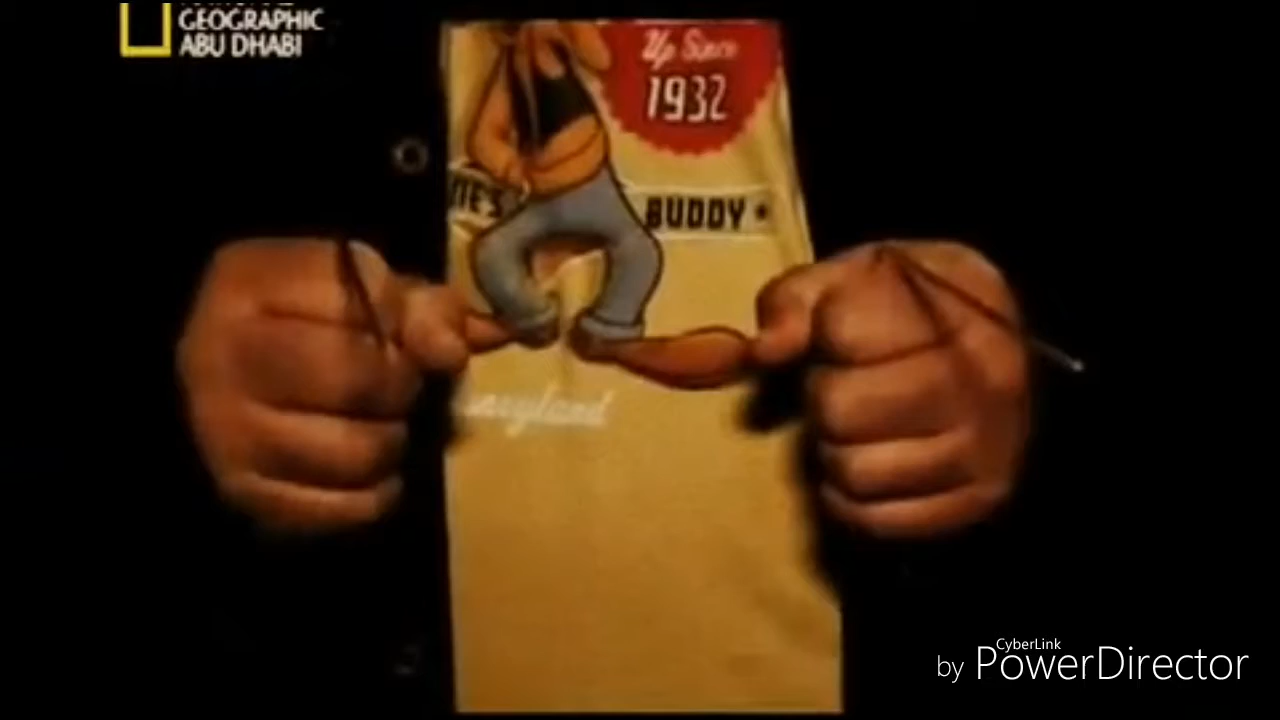 GEOGRAPHIC
ABU DHABI
Up Since
1932
BUDDY
CyberLink
by PowerDirector